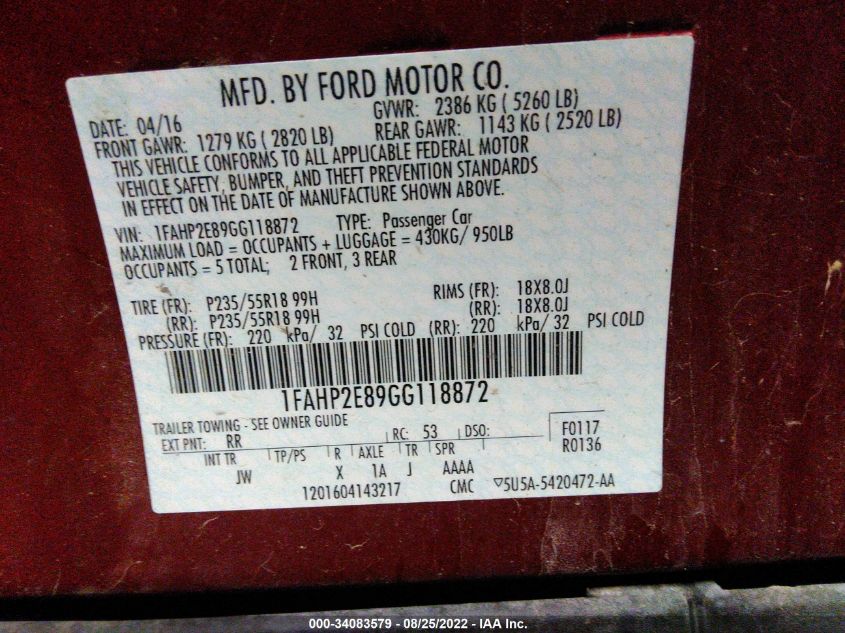 MFD. BY FORD MOTOR CO.
DATE: 04/16 GVWR: 2386 KG ( 5260 LB)
FRONT GAWR: 1279 KG ( 2820 LB) REAR GAWR: 1143 KG ( 2520 LB)
THIS VEHICLE CONFORMS TO ALL APPLICABLE FEDERAL MOTOR
VEHICLE SAFETY, BUMPER, AND THEFT PREVENTION STANDARDS
IN EFFECT ON THE DATE OF MANUFACTURE SHOWN ABOVE.
VIN: 1FAHP2E89GG118872 TYPE: Passenger Car
MAXIMUM LOAD = OCCUPANTS + LUGGAGE = 430KG/ 950LB
OCCUPANTS = 5 TOTAL; 2 FRONT, 3 REAR
TIRE (FR): P235/55R18 99H RIMS (FR): 18X8.0J
(RR): P235/55R18 99H (RR): 18X8.0J
PRESSURE (FR): 220 kPa/ 32 PSI COLD (RR): 220 kPa/ 32 PSI COLD
1FAHP2E89GG118872
TRAILER TOWING - SEE OWNER GUIDE
EXT PNT: RR RC: 53 DSO: F0117
INT TR TP/PS R AXLE TR SPR R0136
JW X 1A J AAAA
1201604143217 CMC ▽5U5A-5420472-AA
000-34083579 - 08/25/2022 - IAA Inc.